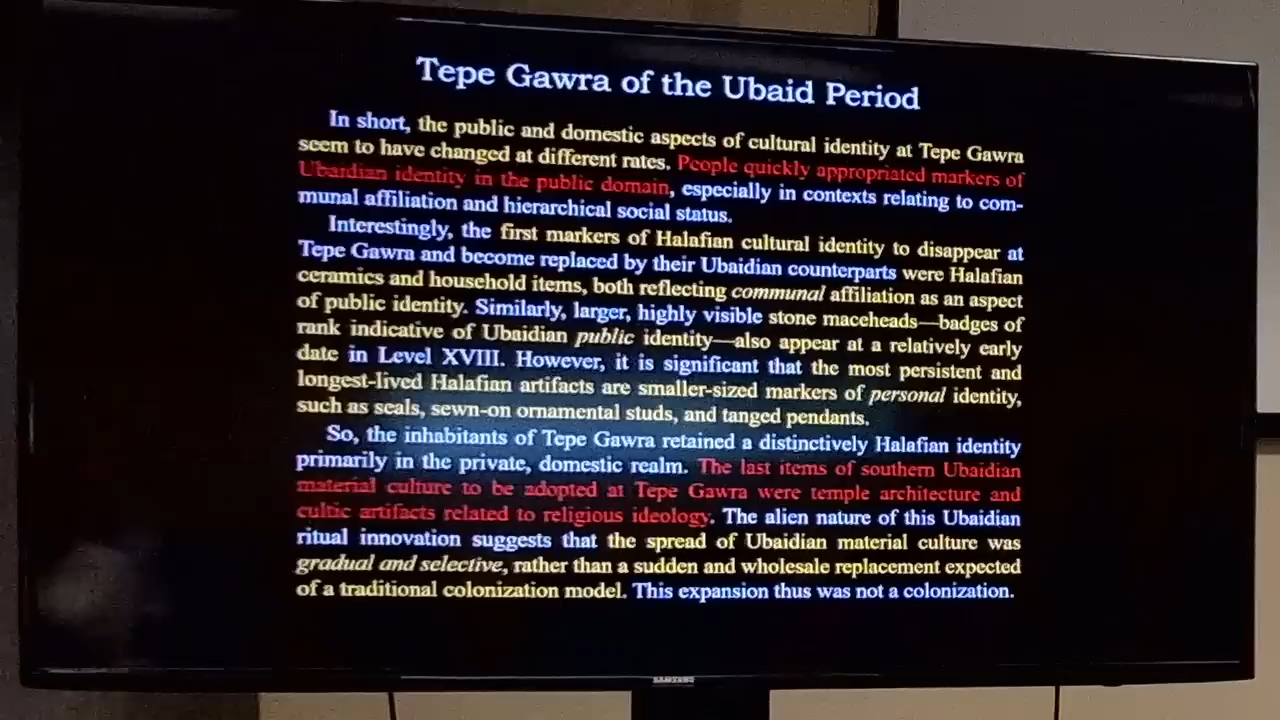 Tepe Gawra of the Ubaid Period
In short, the public and domestic aspects of cultural identity at Tepe Gawra
seem to have changed at different rates. People quickly appropriated markers of
Ubaidian identity in the public domain, especially in contexts relating to com-
munal affiliation and hierarchical social status.
Interestingly, the first markers of Halafian cultural identity to disappear at
Tepe Gawra and become replaced by their Ubaidian counterparts were Halafian
ceramics and household items, both reflecting communal affiliation as an aspect
of public identity. Similarly, larger, highly visible stone maceheads—badges of
rank indicative of Ubaidian public identity—also appear at a relatively early
date in Level XVIII. However, it is significant that the most persistent and
longest-lived Halafian artifacts are smaller-sized markers of personal identity,
such as seals, sewn-on ornamental studs, and tanged pendants.
So, the inhabitants of Tepe Gawra retained a distinctively Halafian identity
primarily in the private, domestic realm. The last items of southern Ubaidian
material culture to be adopted at Tepe Gawra were temple architecture and
cultic artifacts related to religious ideology. The alien nature of this Ubaidian
ritual innovation suggests that the spread of Ubaidian material culture was
gradual and selective, rather than a sudden and wholesale replacement expected
of a traditional colonization model. This expansion thus was not a colonization.
SAMSUNG